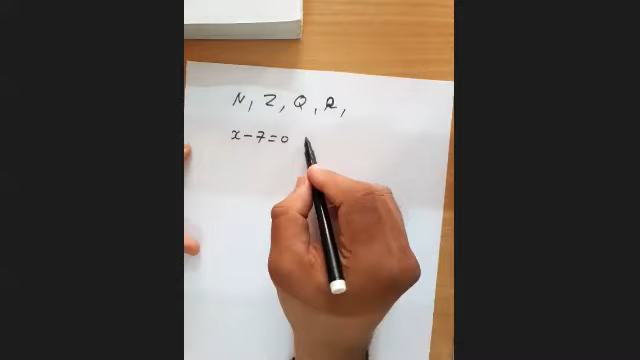 N, Z, Q, R,
x-7=0